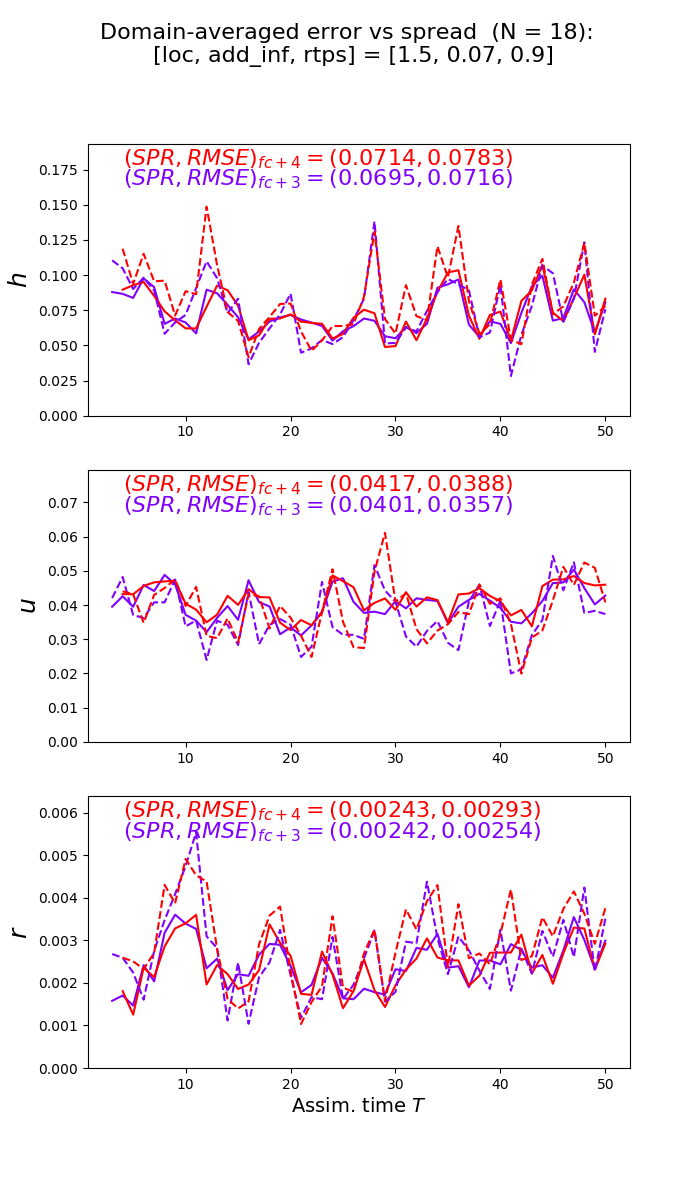 Domain-averaged error vs spread (N = 18):
[loc, add_inf, rtps] = [1.5, 0.07, 0.9]
(SPR, RMSE)fc+4 = (0.0714, 0.0783)
(SPR, RMSE)fc+3 = (0.0695, 0.0716)
0.175
0.150
0.125
0.100
0.075
0.050
0.025
0.000
h
10 20 30 40 50
(SPR, RMSE)fc+4 = (0.0417, 0.0388)
(SPR, RMSE)fc+3 = (0.0401, 0.0357)
0.07
0.06
0.05
0.04
0.03
0.02
0.01
0.00
u
10 20 30 40 50
(SPR, RMSE)fc+4 = (0.00243, 0.00293)
(SPR, RMSE)fc+3 = (0.00242, 0.00254)
0.006
0.005
0.004
0.003
0.002
0.001
0.000
r
10 20 30 40 50
Assim. time T